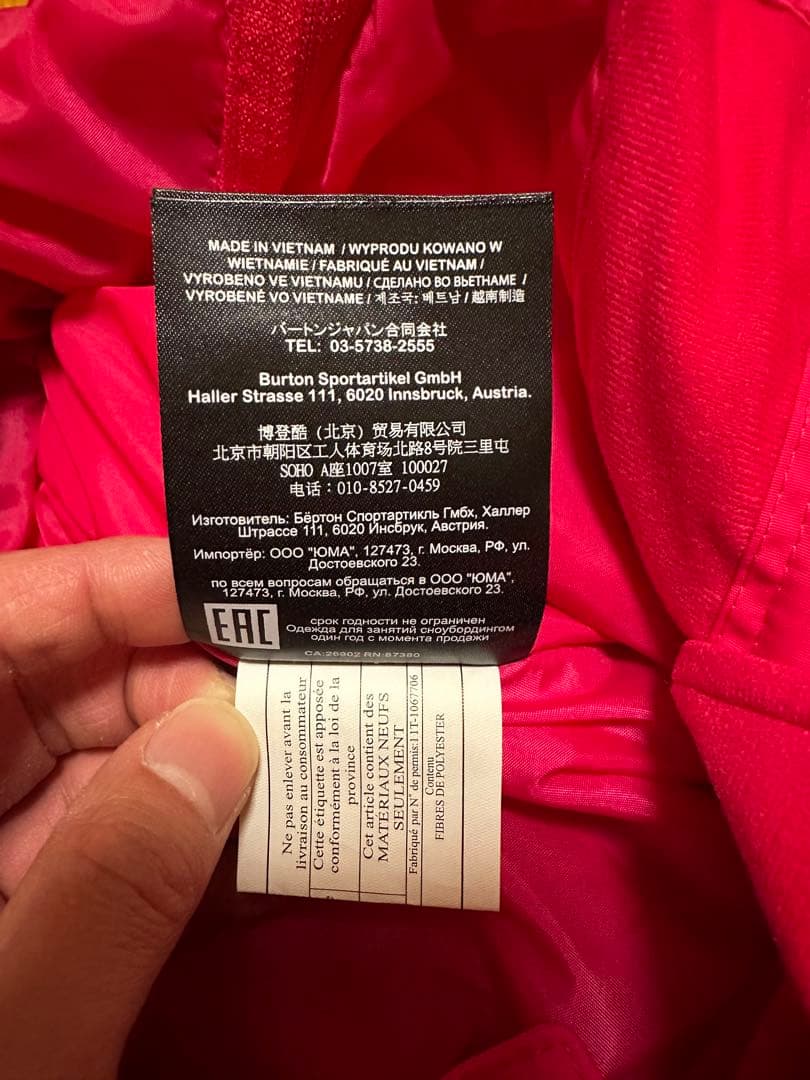 MADE IN VIETNAM / WYPRODU KOWANO W
WIETNAMIE / FABRIQUÉ AU VIETNAM /
VYROBENO VE VIETNAMU / СДЕЛАНО ВО ВЬЕТНАМЕ /
VYROBENÉ VO VIETNAME / 제조국: 베트남 / 越南制造
バートンジャパン合同会社
TEL: 03-5738-2555
Burton Sportartikel GmbH
Haller Strasse 111, 6020 Innsbruck, Austria.
博登酷（北京）贸易有限公司
北京市朝阳区工人体育场北路8号院三里屯
SOHO A座1007室 100027
电话：010-8527-0459
Изготовитель: Бёртон Спортартикль Гмбх, Халлер
Штрассе 111, 6020 Инсбрук, Австрия.
Импортёр: ООО "ЮМА", 127473, г. Москва, РФ, ул.
Достоевского 23.
по всем вопросам обращаться в ООО "ЮМА",
127473, г. Москва, РФ, ул. Достоевского 23.
EAC
срок годности не ограничен
Одежда для занятий сноубордингом
один год с момента продажи
CA:26902 RN:87380
Ne pas enlever avant la
livraison au consommateur
Cette étiquette est apposée
conformément à la loi de la
province
Cet article contient des
MATERIAUX NEUFS
SEULEMENT
Fabriqué par N° de permis:11T-1067706
Contenu
FIBRES DE POLYESTER